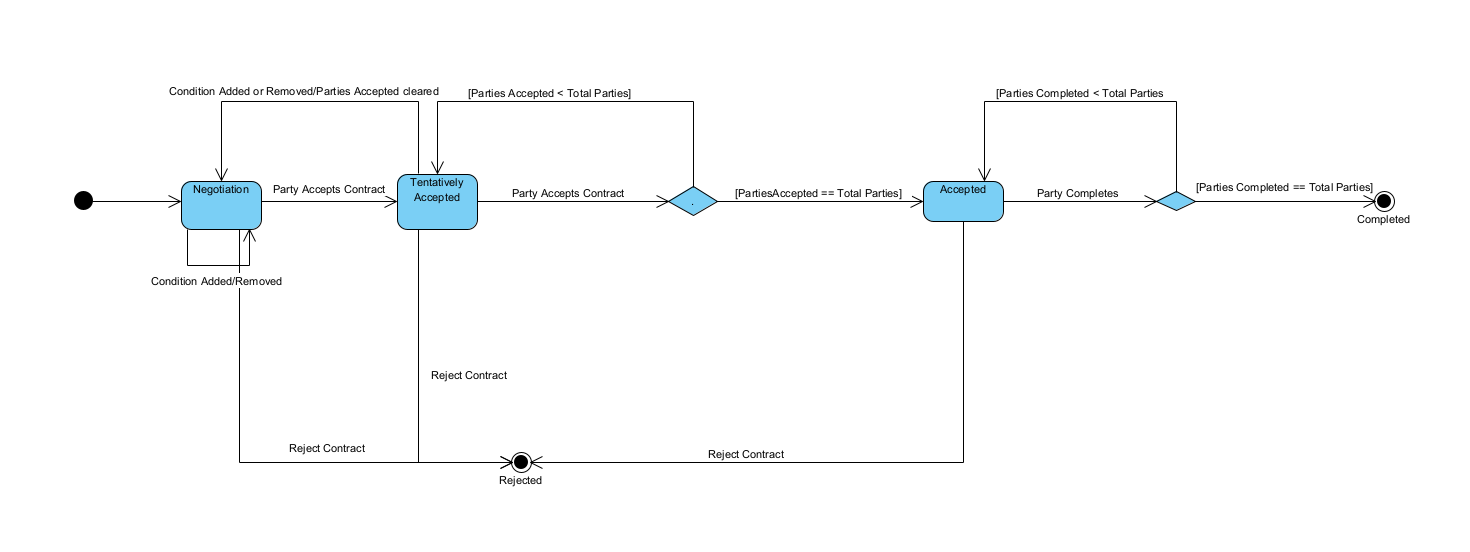 Condition Added or Removed/Parties Accepted cleared
[Parties Accepted < Total Parties]
[Parties Completed < Total Parties
Negotiation
Party Accepts Contract
Tentatively
Accepted
Party Accepts Contract
.
[PartiesAccepted == Total Parties]
Accepted
Party Completes
[Parties Completed == Total Parties]
Completed
Condition Added/Removed
Reject Contract
Reject Contract
Reject Contract
Rejected